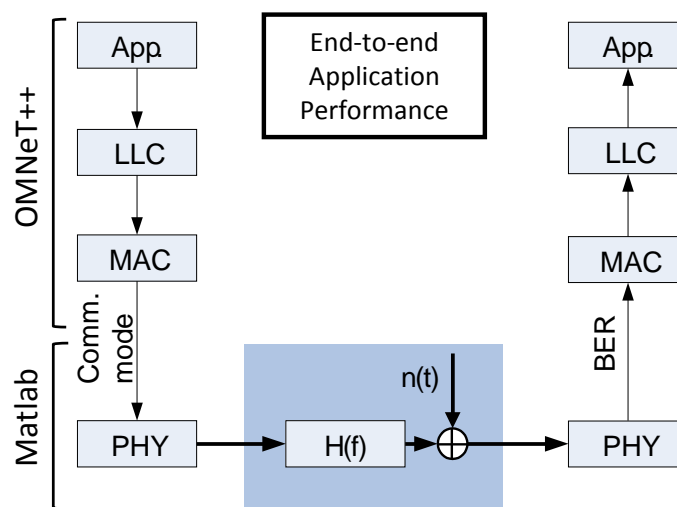 App.
End-to-end
Application
Performance
App.
LLC
LLC
OMNeT++
MAC
MAC
Comm.
mode
BER
Matlab
n(t)
PHY
H(f)
PHY